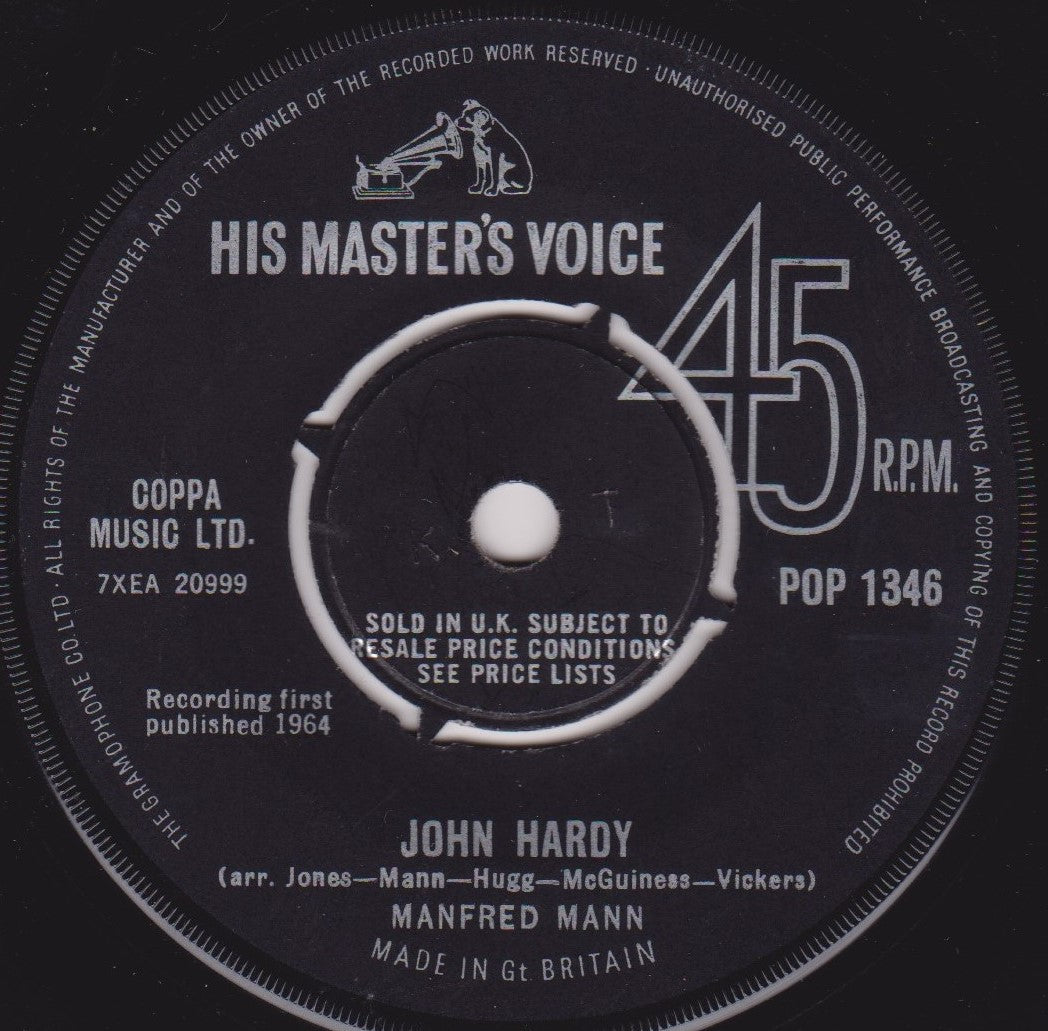 THE GRAMOPHONE CO. LTD · ALL RIGHTS OF THE MANUFACTURER AND OF THE OWNER OF THE RECORDED WORK RESERVED · UNAUTHORISED PUBLIC PERFORMANCE BROADCASTING AND COPYING OF THIS RECORD PROHIBITED
HIS MASTER'S VOICE
45 R.P.M.
COPPA
MUSIC LTD.
7XEA 20999
POP 1346
SOLD IN U.K. SUBJECT TO
RESALE PRICE CONDITIONS
SEE PRICE LISTS
Recording first
published 1964
JOHN HARDY
(arr. Jones—Mann—Hugg—McGuiness—Vickers)
MANFRED MANN
MADE IN Gt. BRITAIN